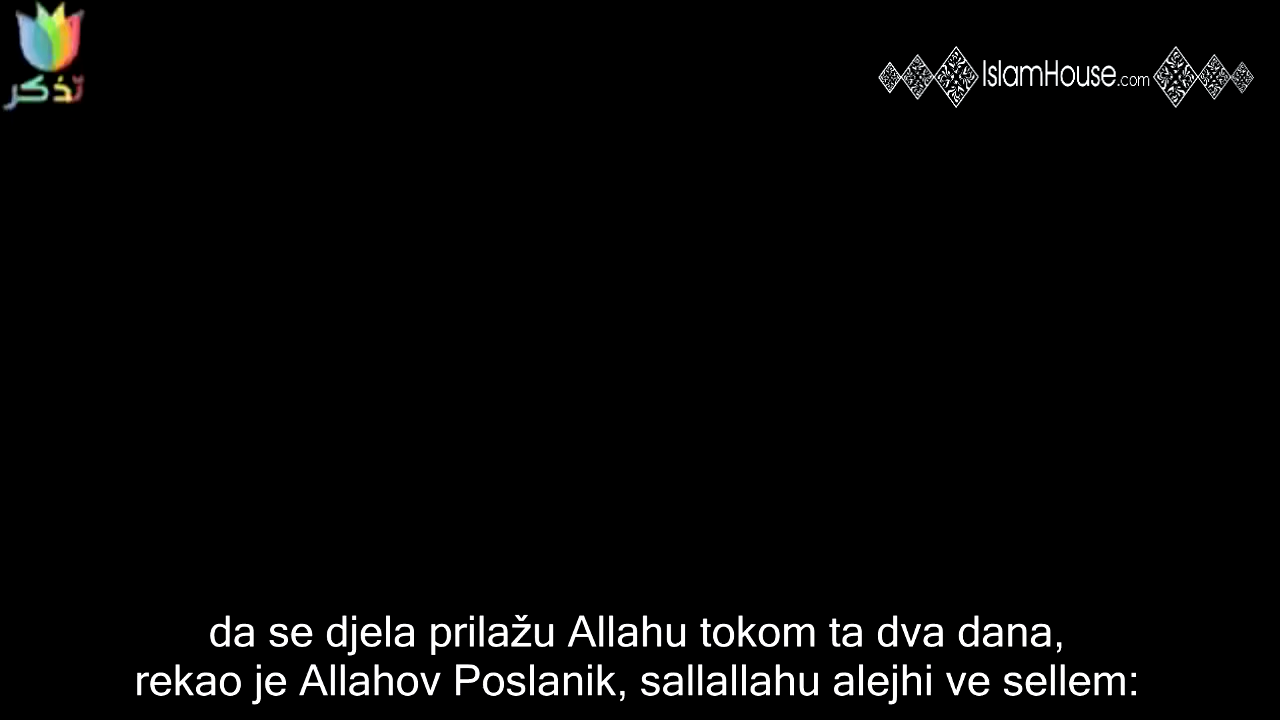 تذكر
IslamHouse.com
da se djela prilažu Allahu tokom ta dva dana,
rekao je Allahov Poslanik, sallallahu alejhi ve sellem: